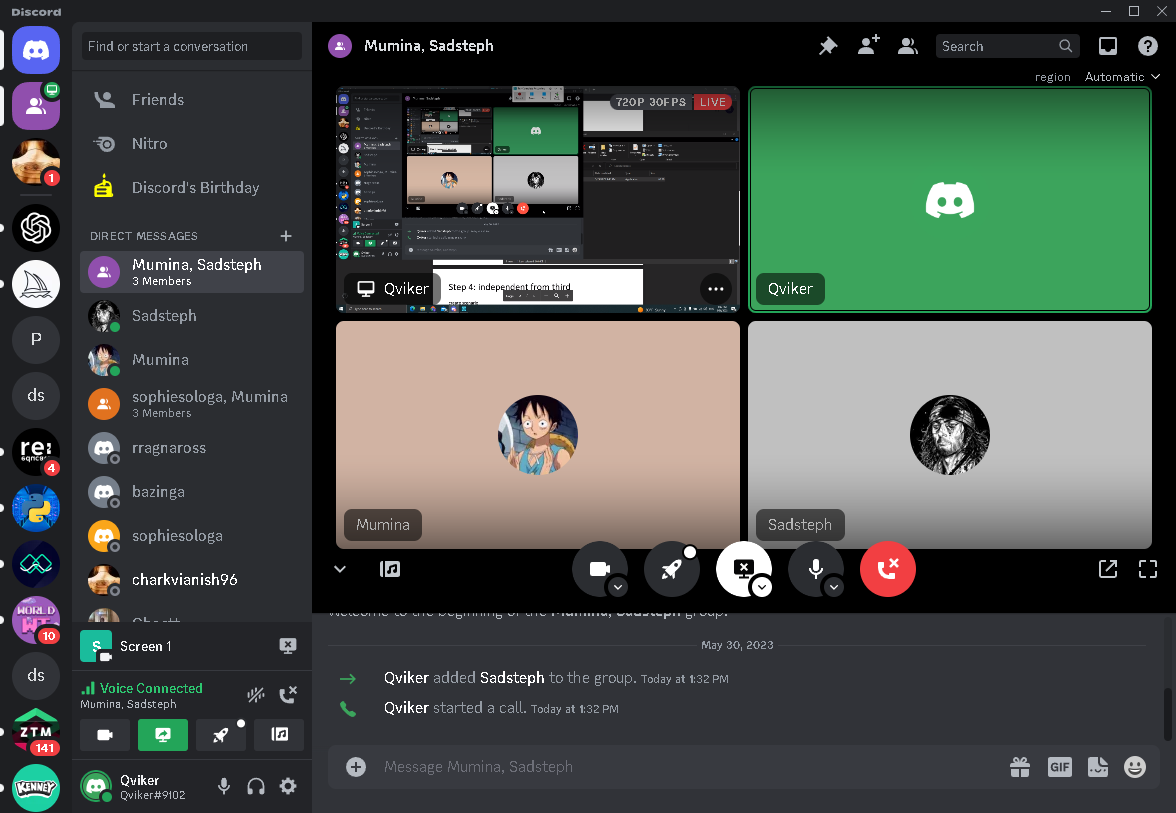 Discord
Find or start a conversation
Friends
Nitro
Discord's Birthday
DIRECT MESSAGES
Mumina, Sadsteph
3 Members
Sadsteph
Mumina
sophiesologa, Mumina
3 Members
rragnaross
bazinga
sophiesologa
charkvianish96
1
P
ds
re:
4
WORLD
10
ds
ZTM
141
KENNEY
S
Screen 1
Voice Connected
Mumina, Sadsteph
Qviker
Qviker#9102
Mumina, Sadsteph
Search
region
Automatic
720P 30FPS
LIVE
Step 4: independent from third
Qviker
Qviker
Mumina
Sadsteph
Welcome to the beginning of the Mumina, Sadsteph group.
May 30, 2023
Qviker added Sadsteph to the group. Today at 1:32 PM
Qviker started a call. Today at 1:32 PM
Message Mumina, Sadsteph
GIF